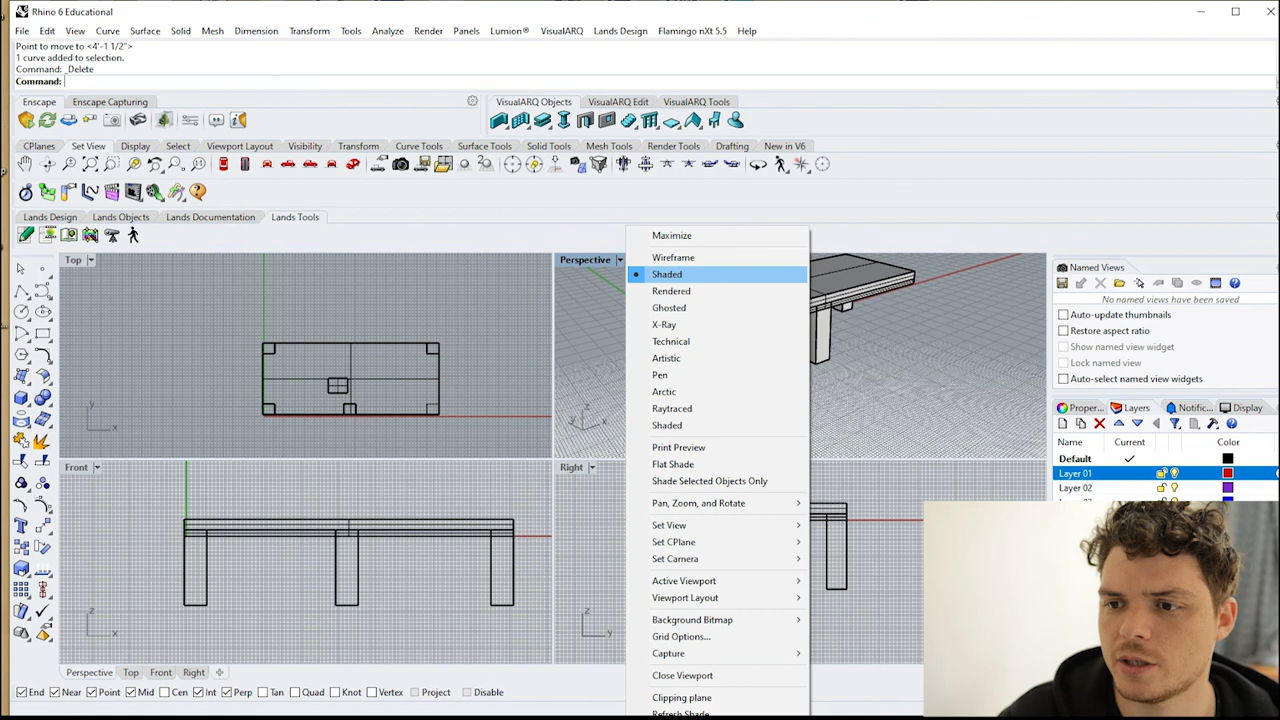 Rhino 6 Educational
File Edit View Curve Surface Solid Mesh Dimension Transform Tools Analyze Render Panels Lumion® VisualARQ Lands Design Flamingo nXt 5.5 Help
Point to move to <4'-1 1/2">
1 curve added to selection.
Command: _Delete
Command:
Enscape Enscape Capturing VisualARQ Objects VisualARQ Edit VisualARQ Tools
CPlanes Set View Display Select Viewport Layout Visibility Transform Curve Tools Surface Tools Solid Tools Mesh Tools Render Tools Drafting New in V6
Lands Design Lands Objects Lands Documentation Lands Tools
Top
Perspective
Maximize
Wireframe
Shaded
Rendered
Ghosted
X-Ray
Technical
Artistic
Pen
Arctic
Raytraced
Shaded
Print Preview
Flat Shade
Shade Selected Objects Only
Pan, Zoom, and Rotate
Set View
Set CPlane
Set Camera
Active Viewport
Viewport Layout
Background Bitmap
Grid Options...
Capture
Close Viewport
Clipping plane
Refresh Shade
Named Views
No named views have been saved
Auto-update thumbnails
Restore aspect ratio
Show named view widget
Lock named view
Auto-select named view widgets
Proper... Layers Notific... Display
Name Current Color
Default
Layer 01
Layer 02
y
x
z
x
y
Front
Right
z
x
z
Perspective Top Front Right
End Near Point Mid Cen Int Perp Tan Quad Knot Vertex Project Disable